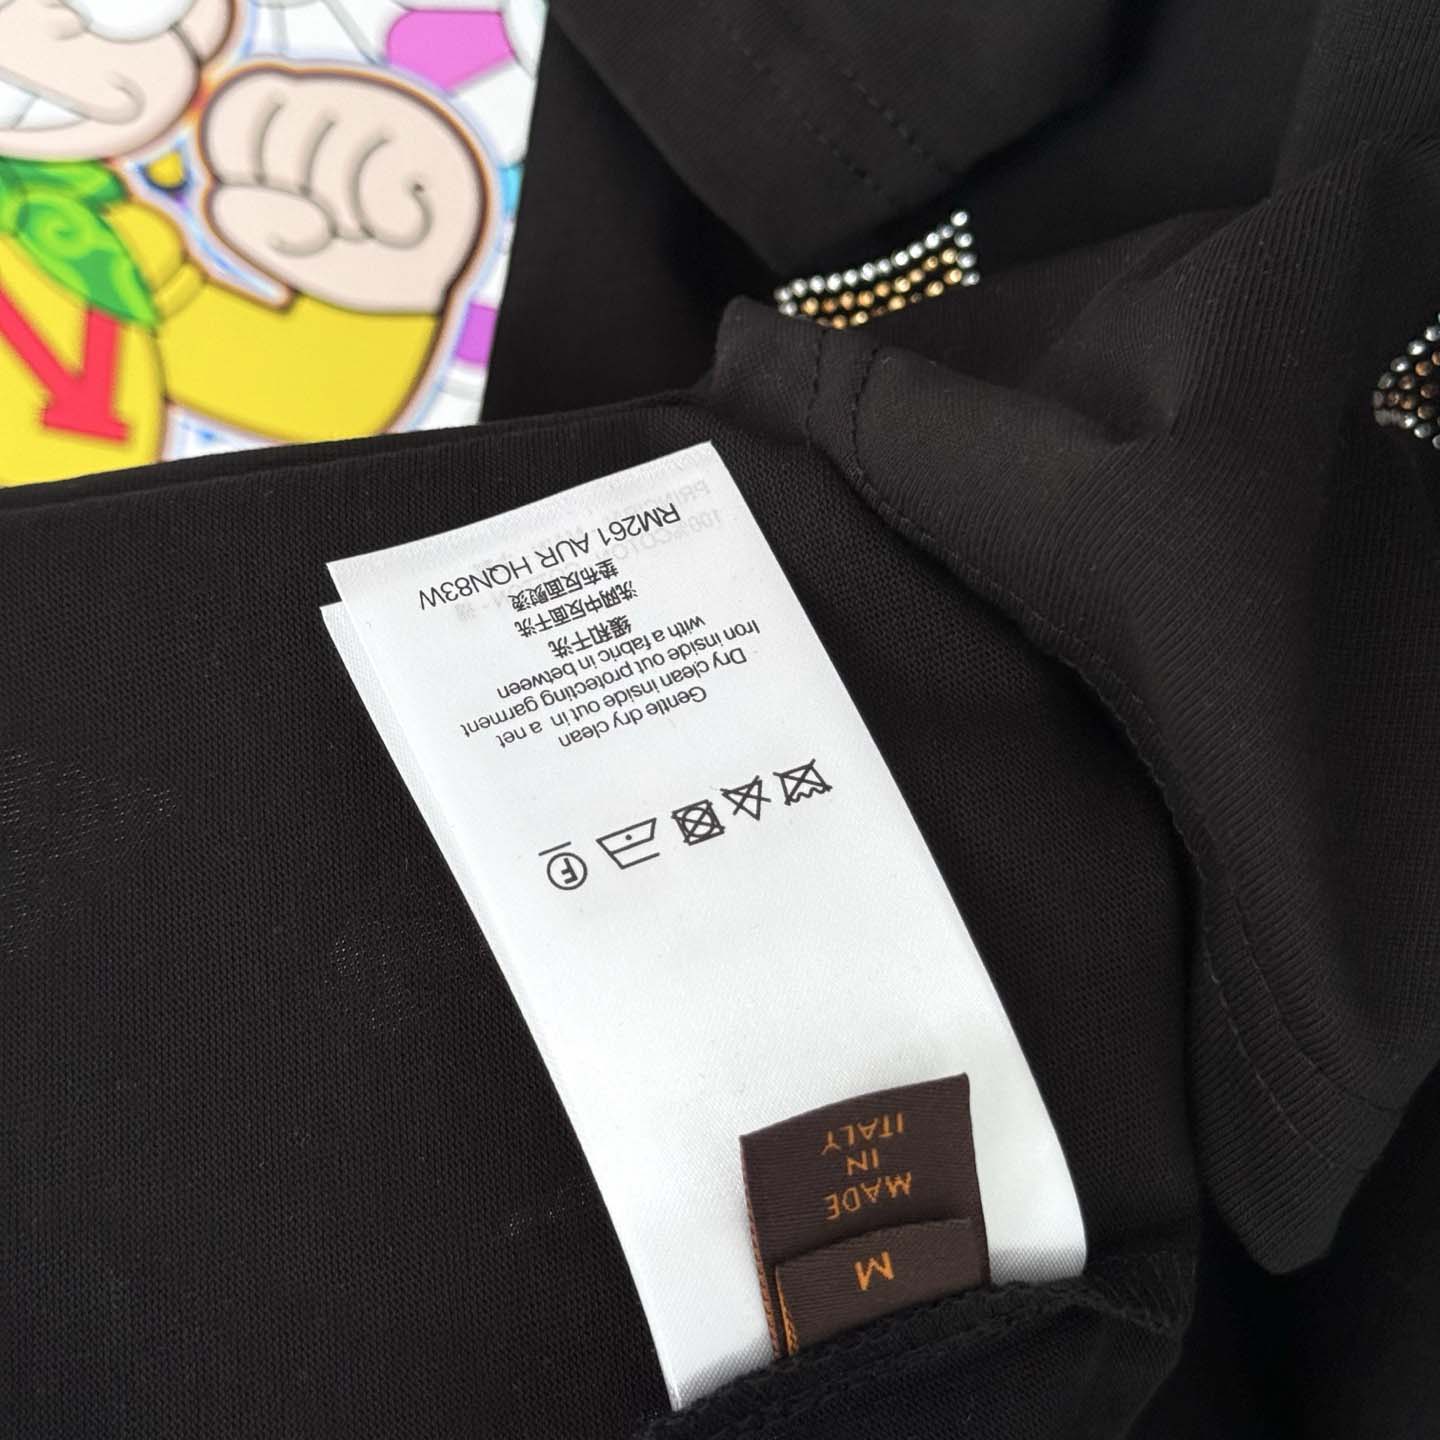 RM261 AUR HQN83W
垫布反面熨烫
洗网中反面干洗
缓和干洗
with a fabric in between
Iron inside out protecting garment
Dry clean inside out in a net
Gentle dry clean
F
MADE
IN
ITALY
M